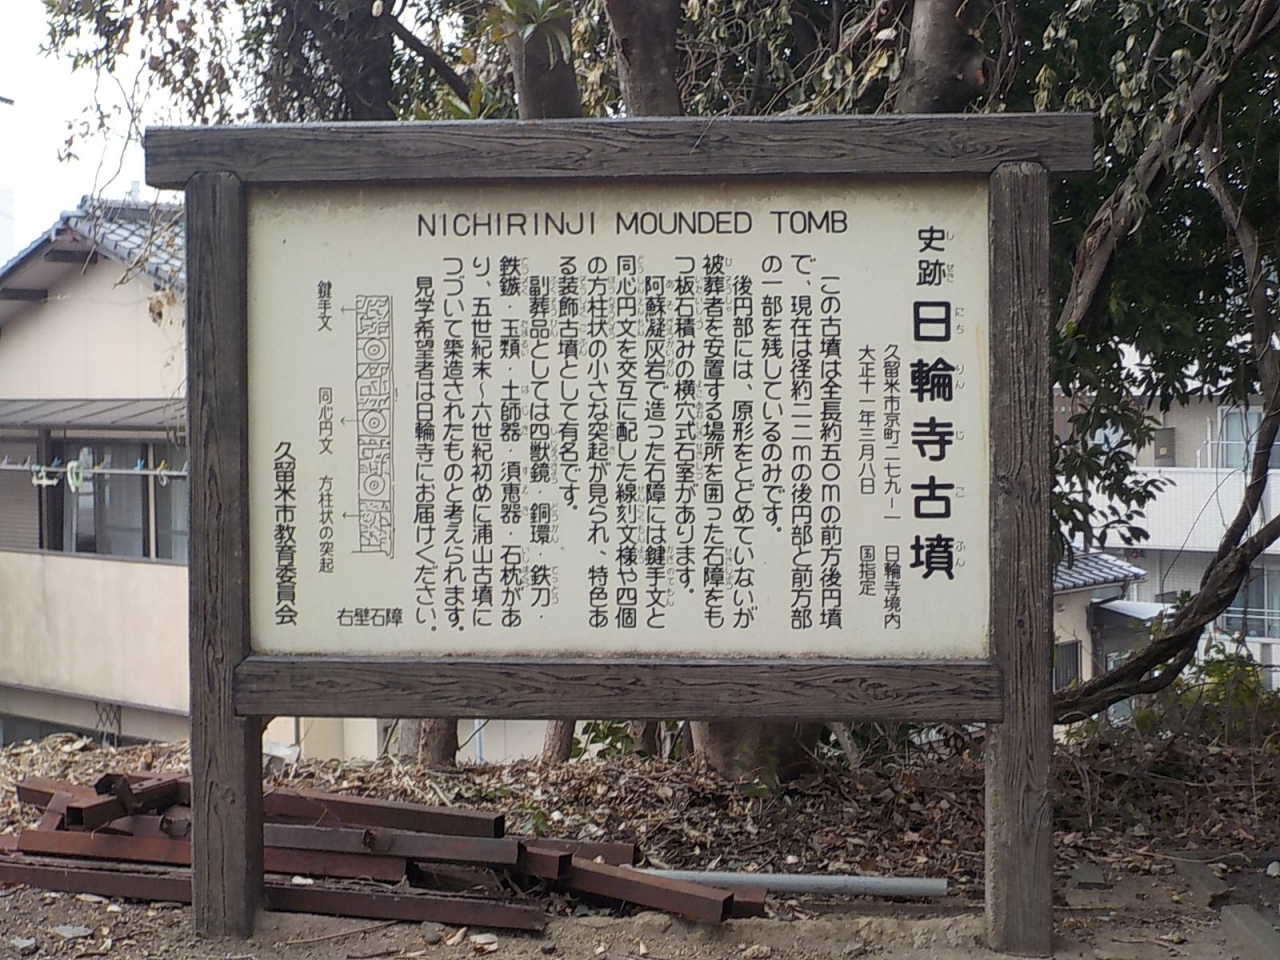 NICHIRINJI MOUNDED TOMB
史跡 日輪寺古墳
久留米市京町二七九ー一 日輪寺境内
大正十一年三月八日 国指定
この古墳は全長約五〇mの前方後円墳
で、現在は径約二二mの後円部と前方部
の一部を残しているのみです。
後円部には、原形をとどめていないが
被葬者を安置する場所を囲った石障をも
つ板石積みの横穴式石室があります。
阿蘇凝灰岩で造った石障には鍵手文と
同心円文を交互に配した線刻文様や四個
の方柱状の小さな突起が見られ、特色あ
る装飾古墳として有名です。
副葬品としては四獣鏡・銅環・鉄刀・
鉄鏃・玉類・土師器・須恵器・石枕があ
り、五世紀末〜六世紀初めに浦山古墳に
つづいて築造されたものと考えられます。
見学希望者は日輪寺にお届けください。
右壁石障
鍵手文
同心円文
方柱状の突起
久留米市教育委員会